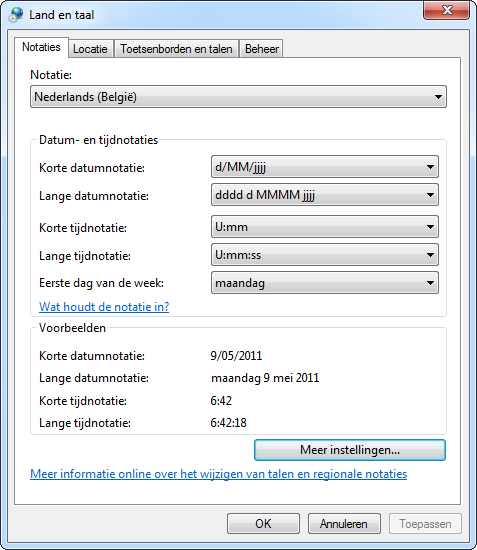 Land en taal
Notaties Locatie Toetsenborden en talen Beheer
Notatie:
Nederlands (België)
Datum- en tijdnotaties
Korte datumnotatie: d/MM/jjjj
Lange datumnotatie: dddd d MMMM jjjj
Korte tijdnotatie: U:mm
Lange tijdnotatie: U:mm:ss
Eerste dag van de week: maandag
Wat houdt de notatie in?
Voorbeelden
Korte datumnotatie: 9/05/2011
Lange datumnotatie: maandag 9 mei 2011
Korte tijdnotatie: 6:42
Lange tijdnotatie: 6:42:18
Meer instellingen...
Meer informatie online over het wijzigen van talen en regionale notaties
OK Annuleren Toepassen